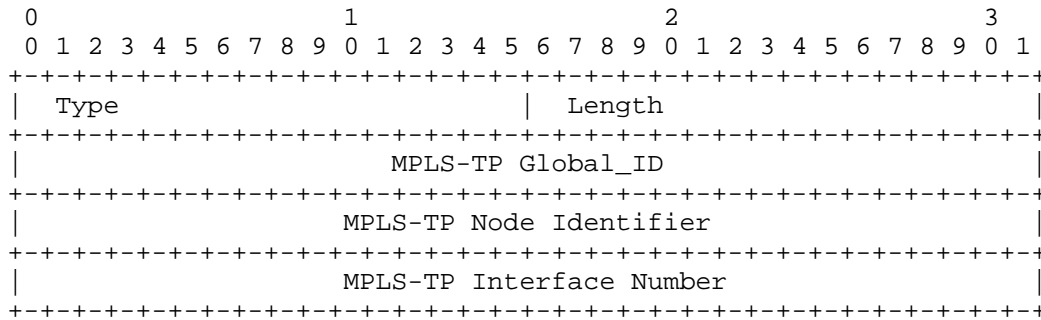 0                   1                   2                   3
 0 1 2 3 4 5 6 7 8 9 0 1 2 3 4 5 6 7 8 9 0 1 2 3 4 5 6 7 8 9 0 1
+-+-+-+-+-+-+-+-+-+-+-+-+-+-+-+-+-+-+-+-+-+-+-+-+-+-+-+-+-+-+-+-+
|  Type                         |  Length                       |
+-+-+-+-+-+-+-+-+-+-+-+-+-+-+-+-+-+-+-+-+-+-+-+-+-+-+-+-+-+-+-+-+
|                       MPLS-TP Global_ID                       |
+-+-+-+-+-+-+-+-+-+-+-+-+-+-+-+-+-+-+-+-+-+-+-+-+-+-+-+-+-+-+-+-+
|                    MPLS-TP Node Identifier                    |
+-+-+-+-+-+-+-+-+-+-+-+-+-+-+-+-+-+-+-+-+-+-+-+-+-+-+-+-+-+-+-+-+
|                    MPLS-TP Interface Number                   |
+-+-+-+-+-+-+-+-+-+-+-+-+-+-+-+-+-+-+-+-+-+-+-+-+-+-+-+-+-+-+-+-+